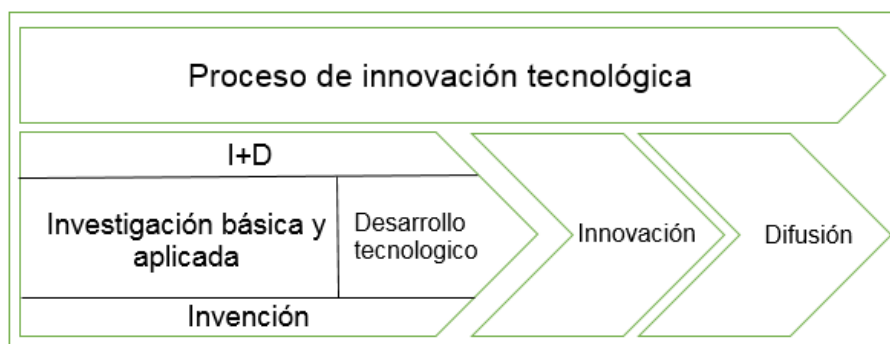 Proceso de innovación tecnológica
I+D
Investigación básica y
aplicada
Desarrollo
tecnologico
Invención
Innovación
Difusión